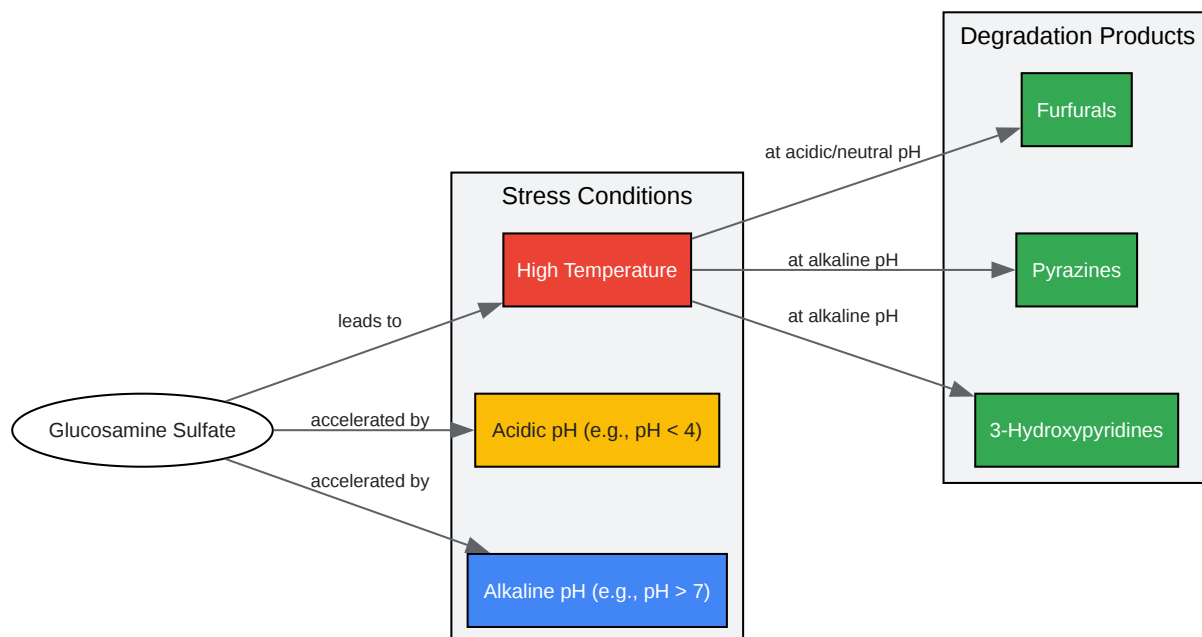 Degradation Products
Furfurals
at acidic/neutral pH
Stress Conditions
High Temperature
at alkaline pH
Pyrazines
leads to
at alkaline pH
Glucosamine Sulfate
accelerated by
Acidic pH (e.g., pH < 4)
3-Hydroxypyridines
accelerated by
Alkaline pH (e.g., pH > 7)